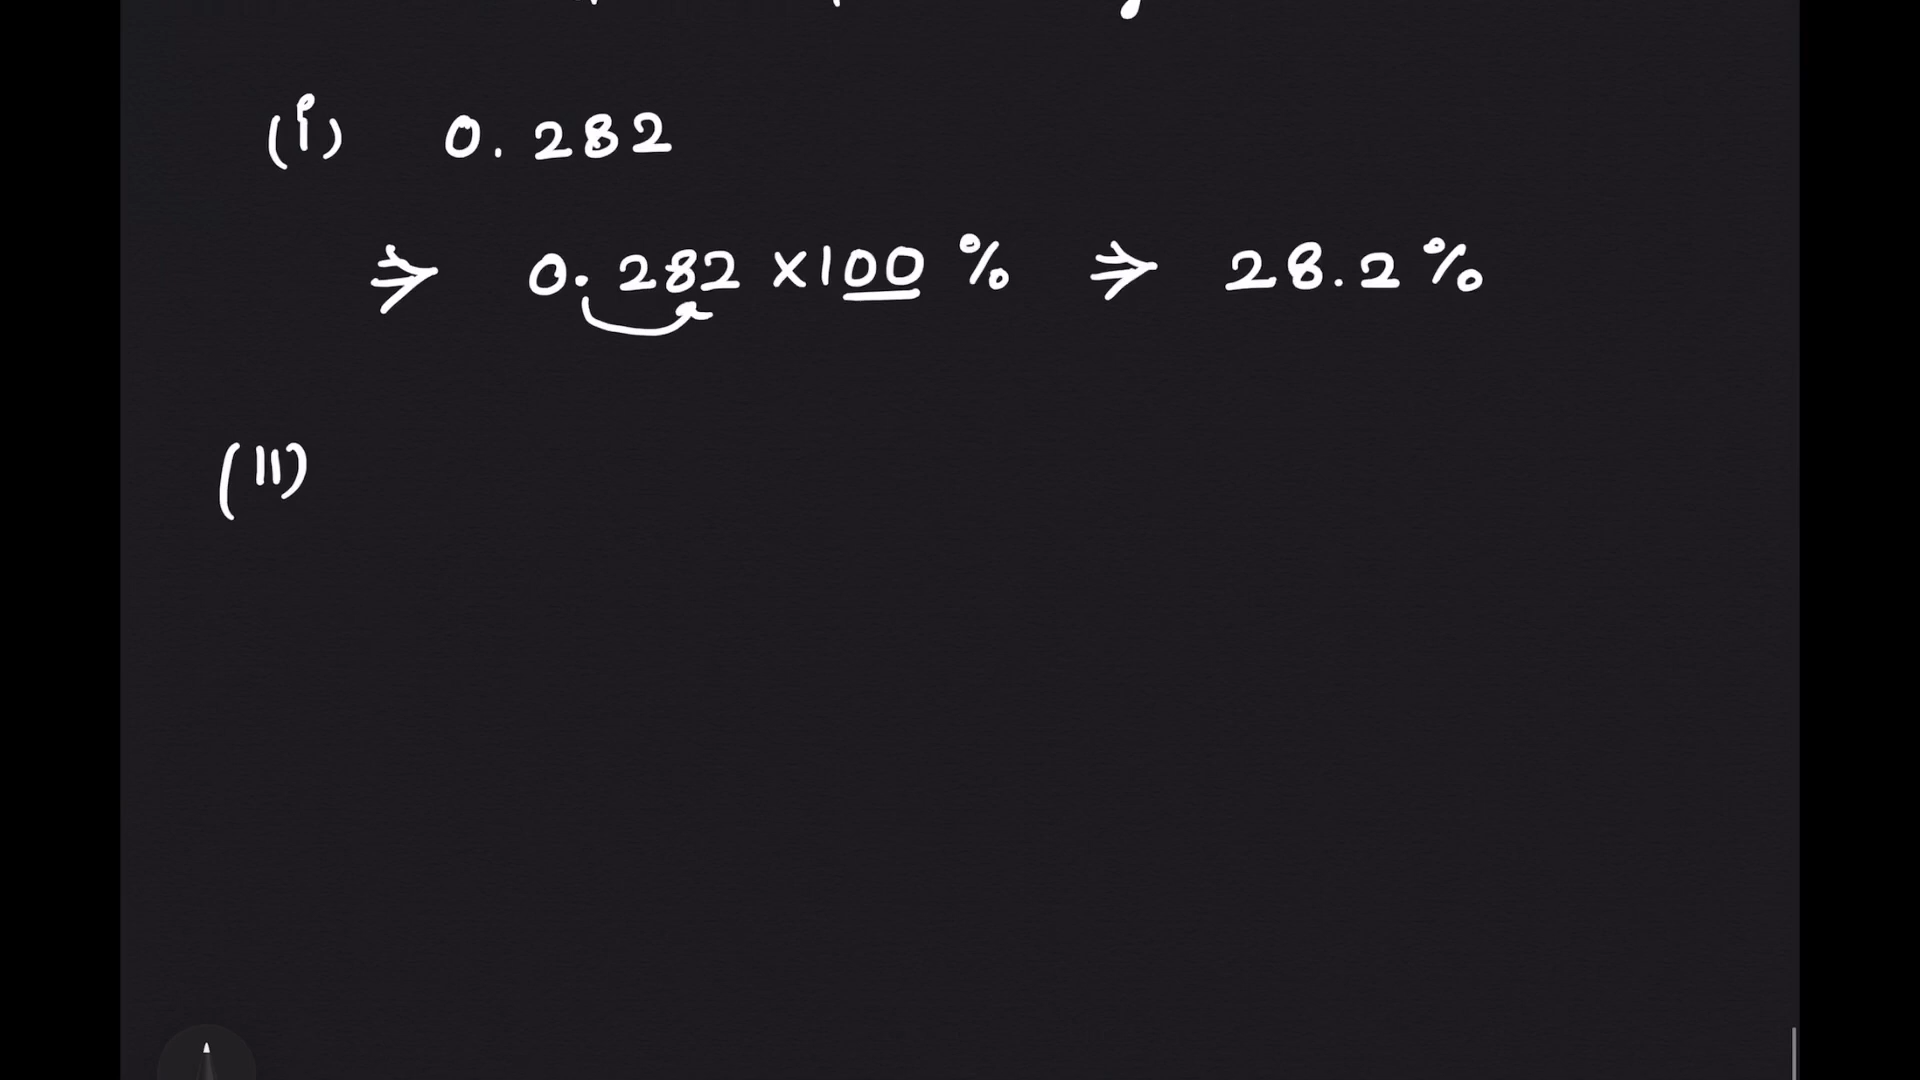 (i) 0.282
⇒ 0.282 ×100 % ⇒ 28.2%
(II)